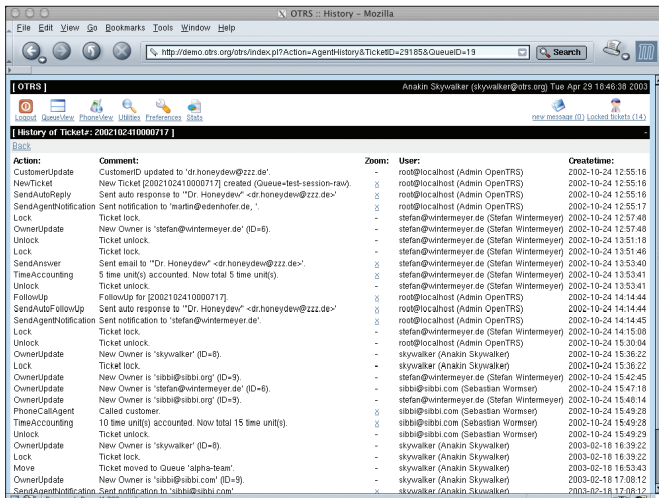 OTRS :: History - Mozilla
File Edit View Go Bookmarks Tools Window Help
http://demo.otrs.org/otrs/index.pl?Action=AgentHistory&TicketID=29185&QueueID=19 Search
[ OTRS ] Anakin Skywalker (skywalker@otrs.org) Tue Apr 29 18:46:38 2003
Logout QueueView PhoneView Utilities Preferences Stats new message (0) Locked tickets (14)
[ History of Ticket#: 2002102410000717 ] -
Back
Action: Comment: Zoom: User: Createtime:
CustomerUpdate CustomerID updated to 'dr.honeydew@zzz.de'. - root@localhost (Admin OpenTRS) 2002-10-24 12:55:16
NewTicket New Ticket [2002102410000717] created (Queue=test-session-raw). x root@localhost (Admin OpenTRS) 2002-10-24 12:55:16
SendAutoReply Sent auto response to '"Dr. Honeydew" <dr.honeydew@zzz.de>' x root@localhost (Admin OpenTRS) 2002-10-24 12:55:16
SendAgentNotification Sent notification to 'martin@edenhofer.de, '. x root@localhost (Admin OpenTRS) 2002-10-24 12:55:17
Lock Ticket lock. - stefan@wintermeyer.de (Stefan Wintermeyer) 2002-10-24 12:57:48
OwnerUpdate New Owner is 'stefan@wintermeyer.de' (ID=6). - stefan@wintermeyer.de (Stefan Wintermeyer) 2002-10-24 12:57:48
Unlock Ticket unlock. - stefan@wintermeyer.de (Stefan Wintermeyer) 2002-10-24 13:51:18
Lock Ticket lock. - stefan@wintermeyer.de (Stefan Wintermeyer) 2002-10-24 13:51:46
SendAnswer Sent email to '"Dr. Honeydew" <dr.honeydew@zzz.de>'. x stefan@wintermeyer.de (Stefan Wintermeyer) 2002-10-24 13:53:40
TimeAccounting 5 time unit(s) accounted. Now total 5 time unit(s). x stefan@wintermeyer.de (Stefan Wintermeyer) 2002-10-24 13:53:41
Unlock Ticket unlock. - stefan@wintermeyer.de (Stefan Wintermeyer) 2002-10-24 13:53:41
FollowUp FollowUp for [2002102410000717]. x root@localhost (Admin OpenTRS) 2002-10-24 14:14:44
SendAutoFollowUp Sent auto response to '"Dr. Honeydew" <dr.honeydew@zzz.de>' x root@localhost (Admin OpenTRS) 2002-10-24 14:14:44
SendAgentNotification Sent notification to 'stefan@wintermeyer.de'. x root@localhost (Admin OpenTRS) 2002-10-24 14:14:45
Lock Ticket lock. - stefan@wintermeyer.de (Stefan Wintermeyer) 2002-10-24 14:15:08
Unlock Ticket unlock. - root@localhost (Admin OpenTRS) 2002-10-24 15:30:04
OwnerUpdate New Owner is 'skywalker' (ID=8). - skywalker (Anakin Skywalker) 2002-10-24 15:36:22
Lock Ticket lock. - skywalker (Anakin Skywalker) 2002-10-24 15:36:22
OwnerUpdate New Owner is 'sibbi@sibbi.org' (ID=9). - stefan@wintermeyer.de (Stefan Wintermeyer) 2002-10-24 15:42:45
OwnerUpdate New Owner is 'stefan@wintermeyer.de' (ID=6). - sibbi@sibbi.com (Sebastian Wormser) 2002-10-24 15:47:18
OwnerUpdate New Owner is 'sibbi@sibbi.org' (ID=9). - stefan@wintermeyer.de (Stefan Wintermeyer) 2002-10-24 15:48:14
PhoneCallAgent Called customer. x sibbi@sibbi.com (Sebastian Wormser) 2002-10-24 15:49:28
TimeAccounting 10 time unit(s) accounted. Now total 15 time unit(s). x sibbi@sibbi.com (Sebastian Wormser) 2002-10-24 15:49:28
Unlock Ticket unlock. - sibbi@sibbi.com (Sebastian Wormser) 2002-10-24 15:49:29
OwnerUpdate New Owner is 'skywalker' (ID=8). - skywalker (Anakin Skywalker) 2003-02-18 16:39:22
Lock Ticket lock. - skywalker (Anakin Skywalker) 2003-02-18 16:39:22
Move Ticket moved to Queue 'alpha-team'. - skywalker (Anakin Skywalker) 2003-02-18 16:53:43
OwnerUpdate New Owner is 'sibbi@sibbi.com' (ID=9). - skywalker (Anakin Skywalker) 2003-02-18 17:08:12
SendAgentNotification Sent notification to 'sibbi@sibbi.com' x skywalker (Anakin Skywalker) 2003-02-18 17:08:12